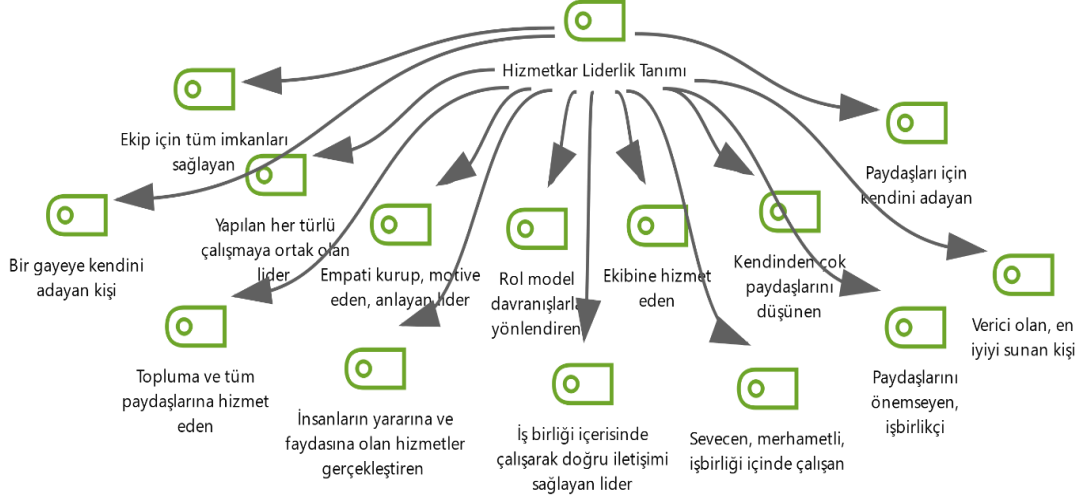 Hizmetkar Liderlik Tanımı
Ekip için tüm imkanları
sağlayan
Paydaşları için
kendini adayan
Yapılan her türlü
çalışmaya ortak olan
lider
Bir gayeye kendini
adayan kişi
Empati kurup, motive
eden, anlayan lider
Rol model
davranışlarla
yönlendiren
Ekibine hizmet
eden
Kendinden çok
paydaşlarını
düşünen
Verici olan, en
iyiyi sunan kişi
Topluma ve tüm
paydaşlarına hizmet
eden
İnsanların yararına ve
faydasına olan hizmetler
gerçekleştiren
İş birliği içerisinde
çalışarak doğru iletişimi
sağlayan lider
Sevecen, merhametli,
işbirliği içinde çalışan
Paydaşlarını
önemseyen,
işbirlikçi